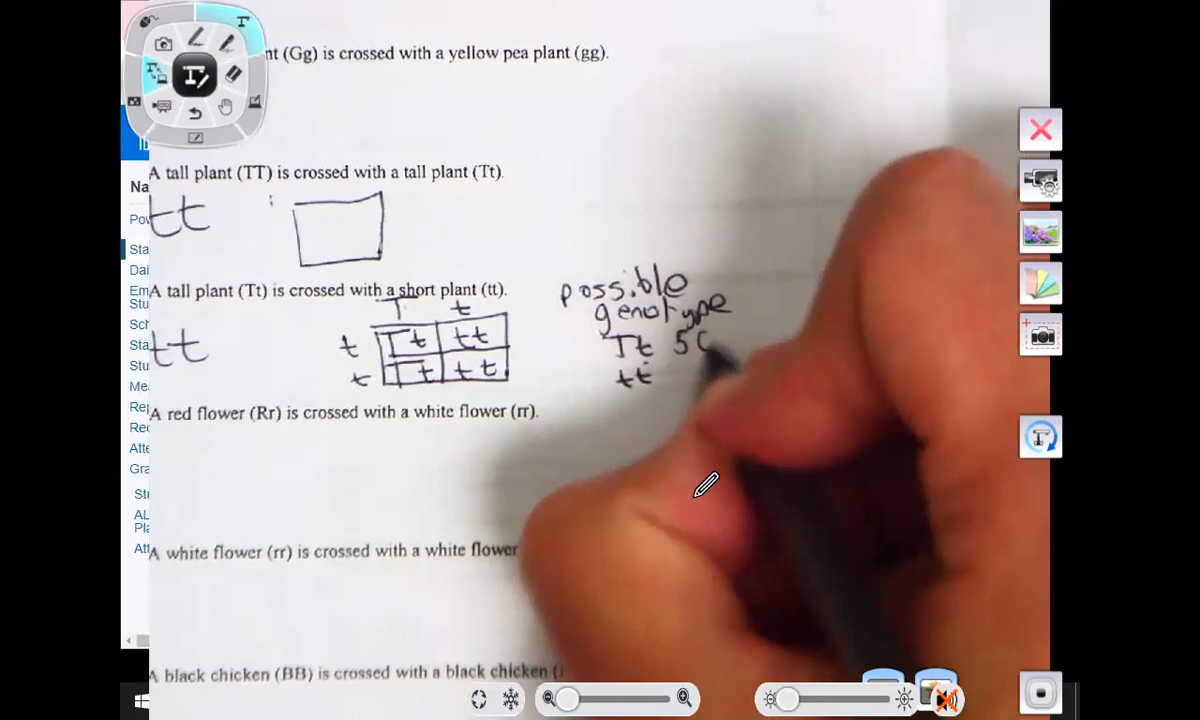 nt (Gg) is crossed with a yellow pea plant (gg).
A tall plant (TT) is crossed with a tall plant (Tt).
Na
tt
Pow
Sta
Dai
A tall plant (Tt) is crossed with a short plant (tt).
Em
Stu
Sch
Sta
Stu
Me
Rep
Rec
Atte
Gra
Stu
AL
Pla
Att
tt
T t
t Tt tt
t Tt tt
possible
genotype
Tt 50
tt
A red flower (Rr) is crossed with a white flower (rr).
A white flower (rr) is crossed with a white flower
A black chicken (BB) is crossed with a black chicken (